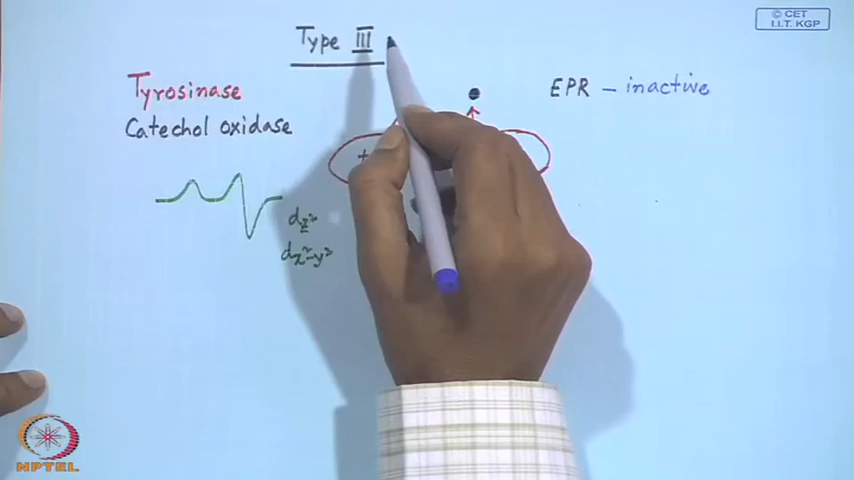 Type III
© CET
I.I.T. KGP
Tyrosinase
EPR – inactive
Catechol oxidase
+
dz²
dx²-y²
NPTEL